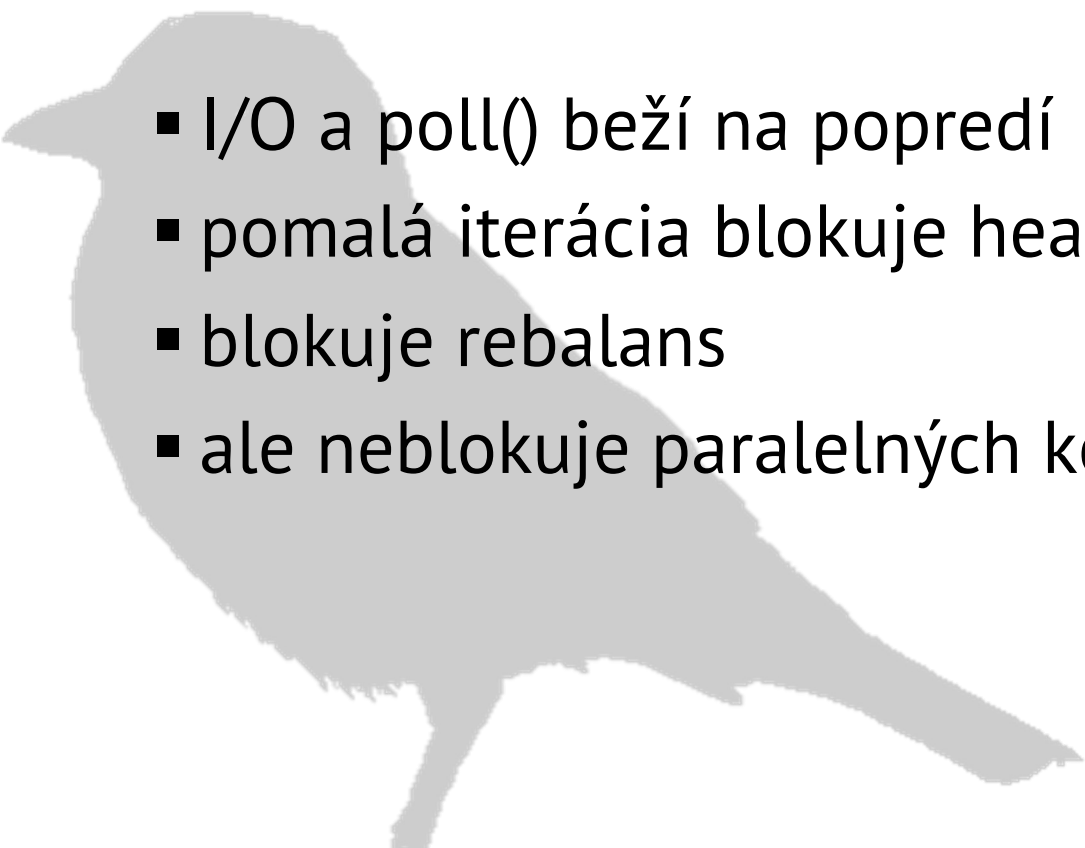 ▪ I/O a poll() beží na popredí
▪ pomalá iterácia blokuje
▪ blokuje rebalans
▪ ale neblokuje paralelných